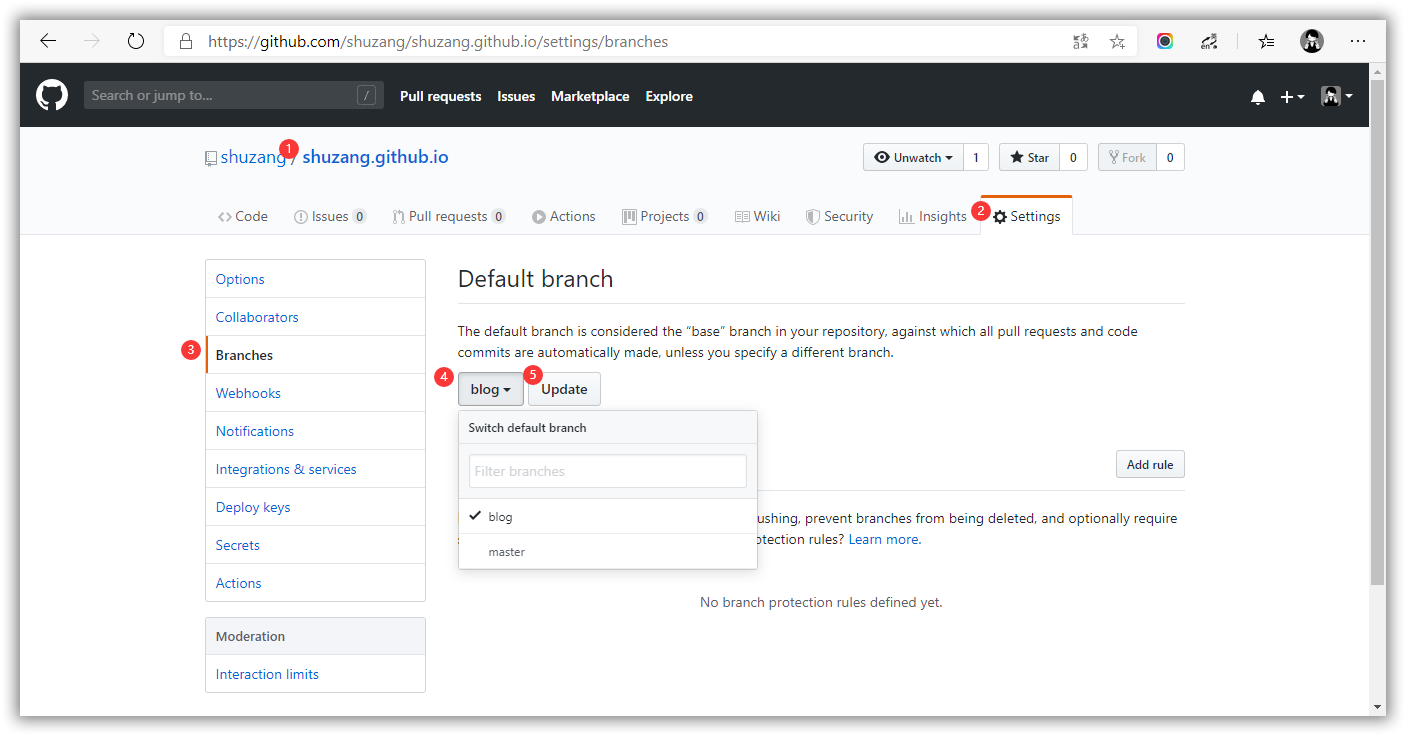 https://github.com/shuzang/shuzang.github.io/settings/branches
Search or jump to... / Pull requests Issues Marketplace Explore
1
shuzang / shuzang.github.io Unwatch 1 Star 0 Fork 0
Code Issues 0 Pull requests 0 Actions Projects 0 Wiki Security Insights 2 Settings
Options
Collaborators
3 Branches
Webhooks
Notifications
Integrations & services
Deploy keys
Secrets
Actions
Moderation
Interaction limits
Default branch
The default branch is considered the “base” branch in your repository, against which all pull requests and code
commits are automatically made, unless you specify a different branch.
4 blog 5 Update
Switch default branch
Filter branches
blog
master
Add rule
ushing, prevent branches from being deleted, and optionally require
otection rules? Learn more.
No branch protection rules defined yet.